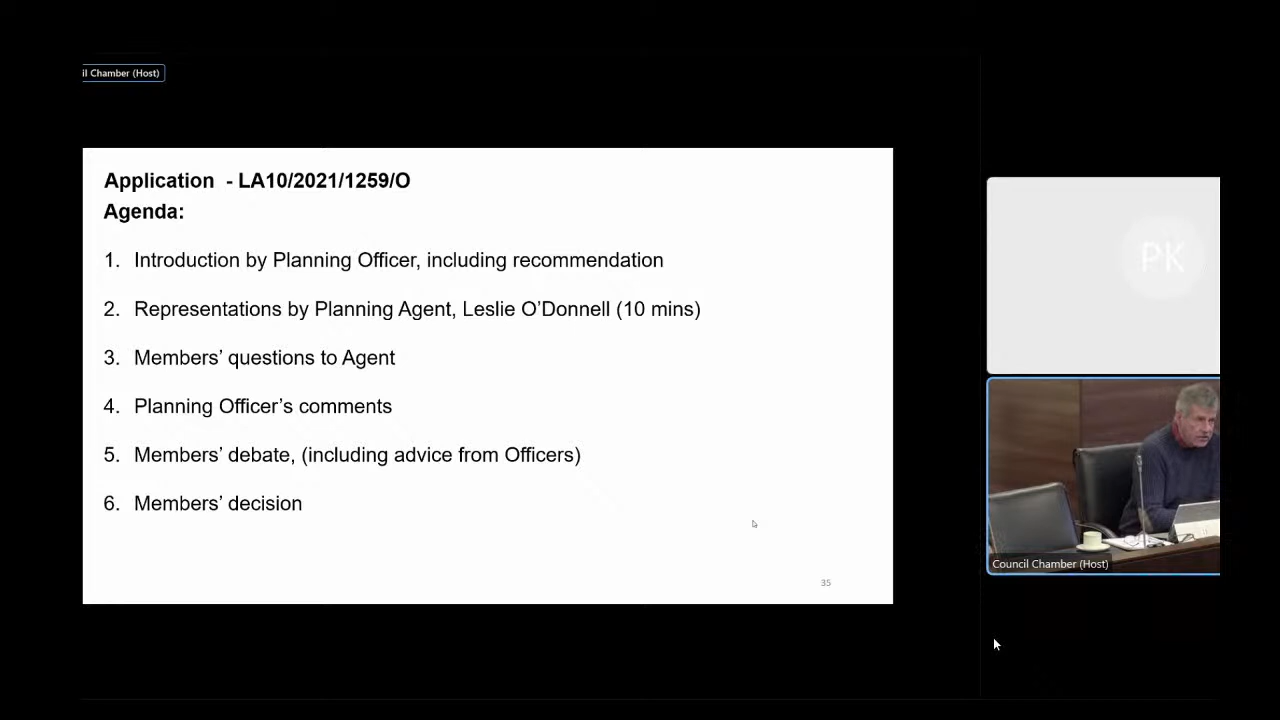 il Chamber (Host)
Application - LA10/2021/1259/O
Agenda:
1. Introduction by Planning Officer, including recommendation
2. Representations by Planning Agent, Leslie O’Donnell (10 mins)
3. Members’ questions to Agent
4. Planning Officer’s comments
5. Members’ debate, (including advice from Officers)
6. Members’ decision
35
PK
Council Chamber (Host)